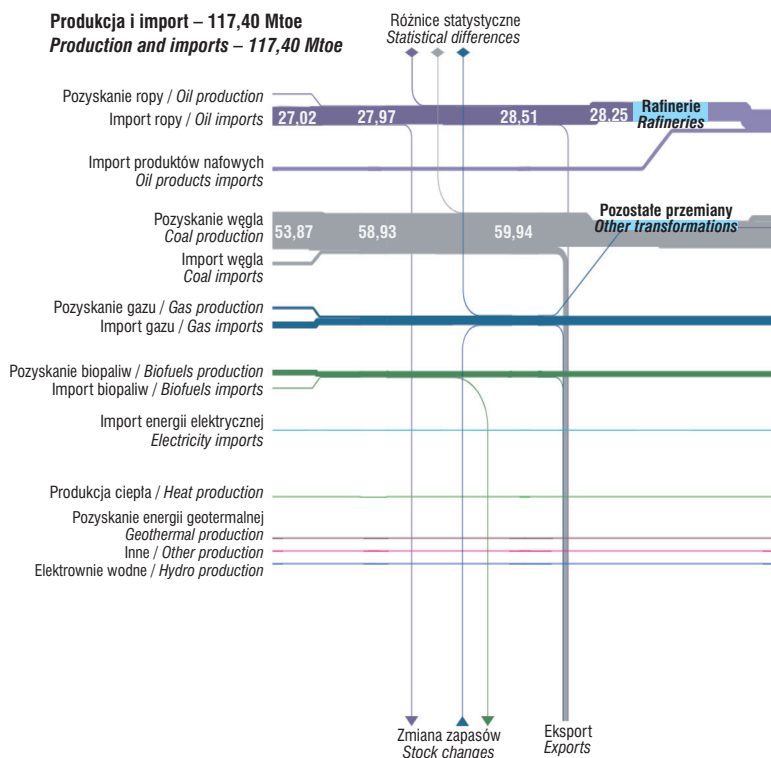 Produkcja i import – 117,40 Mtoe
Production and imports – 117,40 Mtoe
Różnice statystyczne
Statistical differences
Pozyskanie ropy / Oil production
Import ropy / Oil imports
27,02
27,97
28,51
28,25
Rafinerie
Rafineries
Import produktów nafowych
Oil products imports
Pozyskanie węgla
Coal production
53,87
58,93
59,94
Pozostałe przemiany
Other transformations
Import węgla
Coal imports
Pozyskanie gazu / Gas production
Import gazu / Gas imports
Pozyskanie biopaliw / Biofuels production
Import biopaliw / Biofuels imports
Import energii elektrycznej
Electricity imports
Produkcja ciepła / Heat production
Pozyskanie energii geotermalnej
Geothermal production
Inne / Other production
Elektrownie wodne / Hydro production
Zmiana zapasów
Stock changes
Eksport
Exports